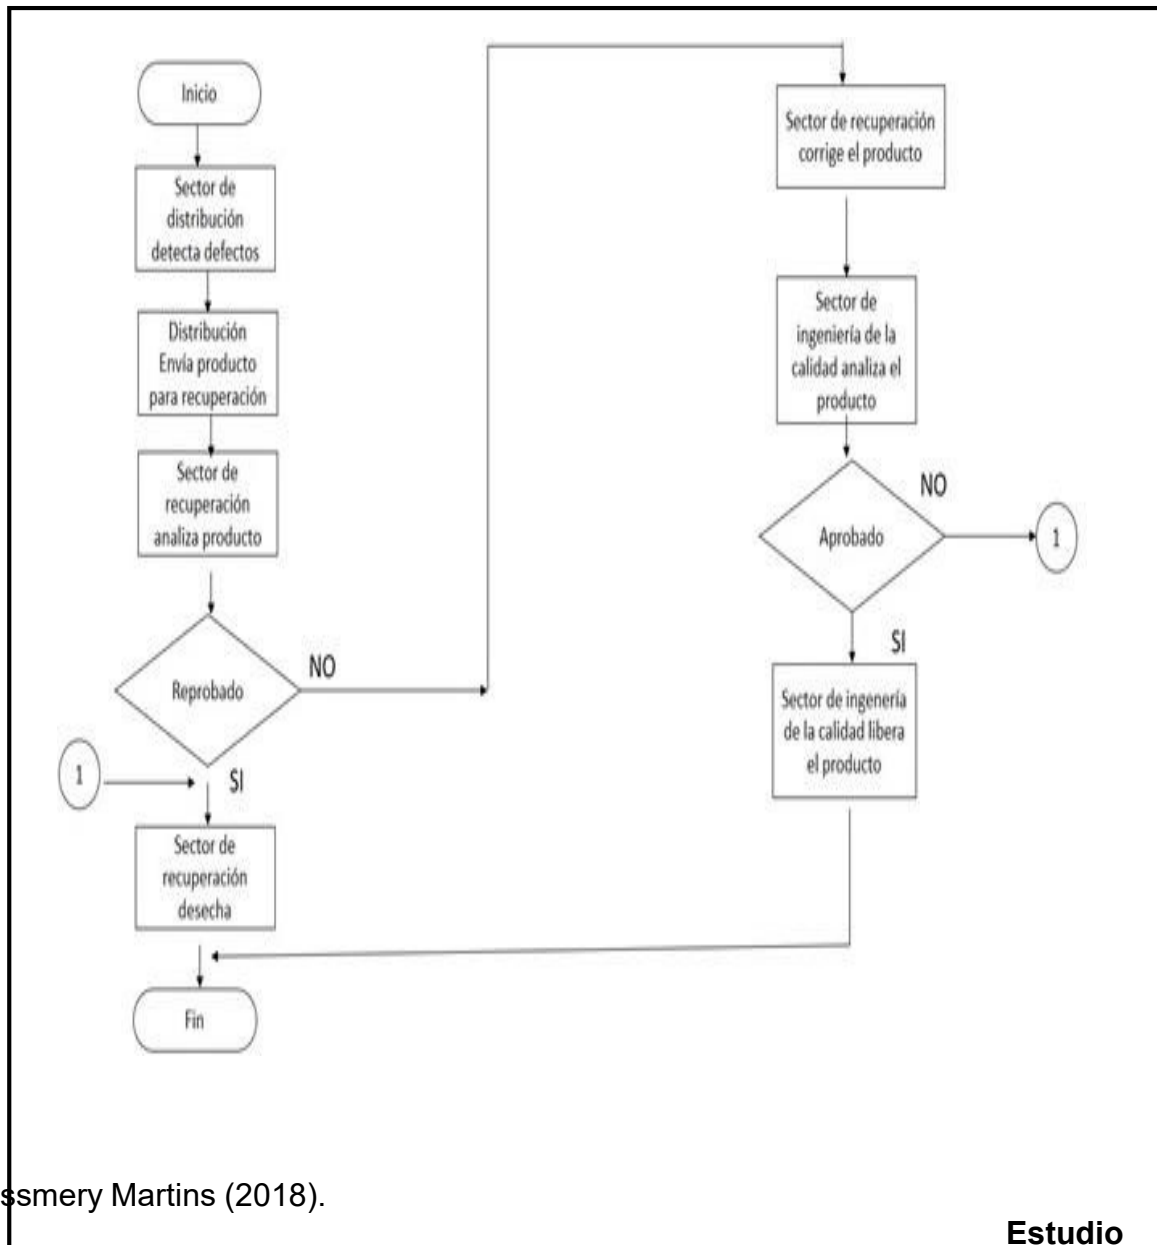 Inicio
Sector de
distribución
detecta defectos
Distribución
Envía producto
para recuperación
Sector de
recuperación
analiza producto
Reprobado
NO
1
SI
Sector de
recuperación
desecha
Fin
Sector de recuperación
corrige el producto
Sector de
ingeniería de la
calidad analiza el
producto
Aprobado
NO
1
SI
Sector de ingenería
de la calidad libera
el producto
ssmery Martins (2018).
Estudio